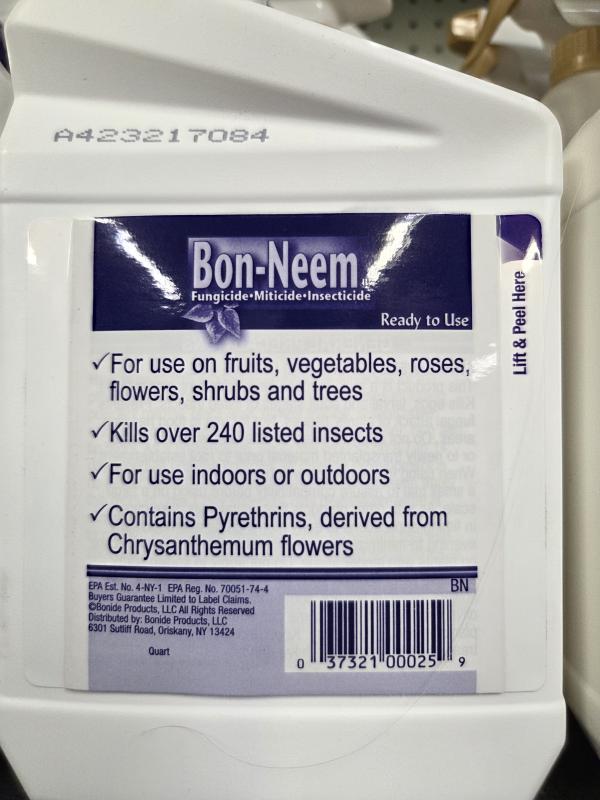 A423217084
Bon-Neem
Fungicide•Miticide•Insecticide
Ready to Use
Lift & Peel Here
✓For use on fruits, vegetables, roses,
flowers, shrubs and trees
✓Kills over 240 listed insects
✓For use indoors or outdoors
✓Contains Pyrethrins, derived from
Chrysanthemum flowers
EPA Est. No. 4-NY-1 EPA Reg. No. 70051-74-4
Buyers Guarantee Limited to Label Claims.
©Bonide Products, LLC All Rights Reserved
Distributed by: Bonide Products, LLC
6301 Sutliff Road, Oriskany, NY 13424
Quart
BN
0 37321 00025 9